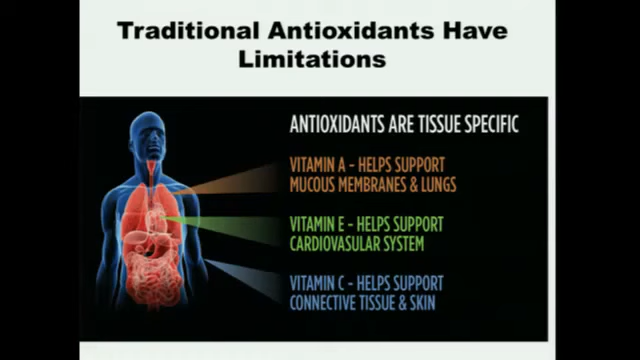 Traditional Antioxidants Have
Limitations
ANTIOXIDANTS ARE TISSUE SPECIFIC
VITAMIN A - HELPS SUPPORT
MUCOUS MEMBRANES & LUNGS
VITAMIN E - HELPS SUPPORT
CARDIOVASULAR SYSTEM
VITAMIN C - HELPS SUPPORT
CONNECTIVE TISSUE & SKIN